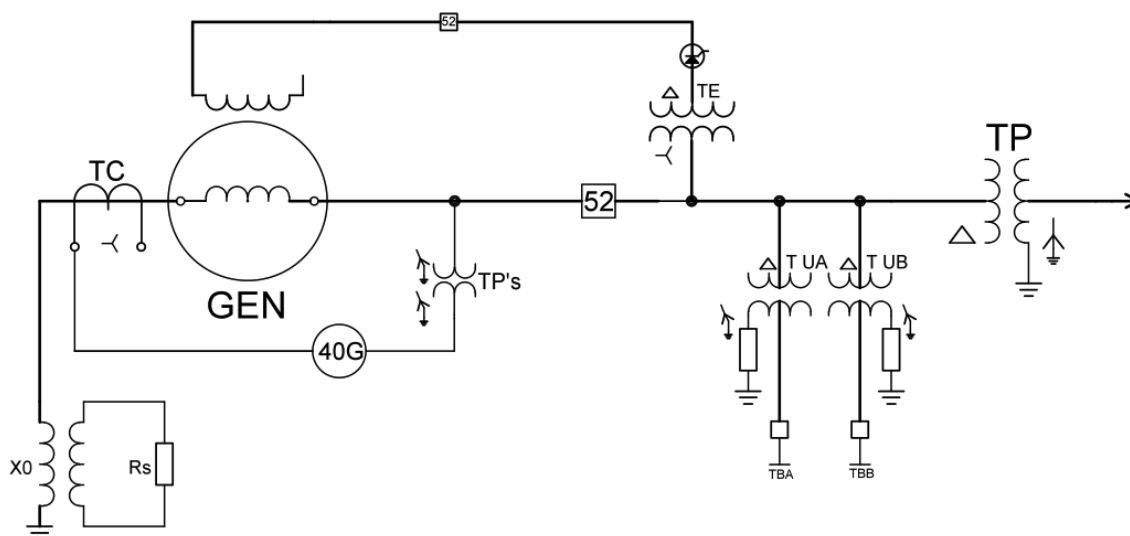 52
TE
TP
TC
52
T UA
T UB
TP's
GEN
40G
X0
Rs
TBA
TBB